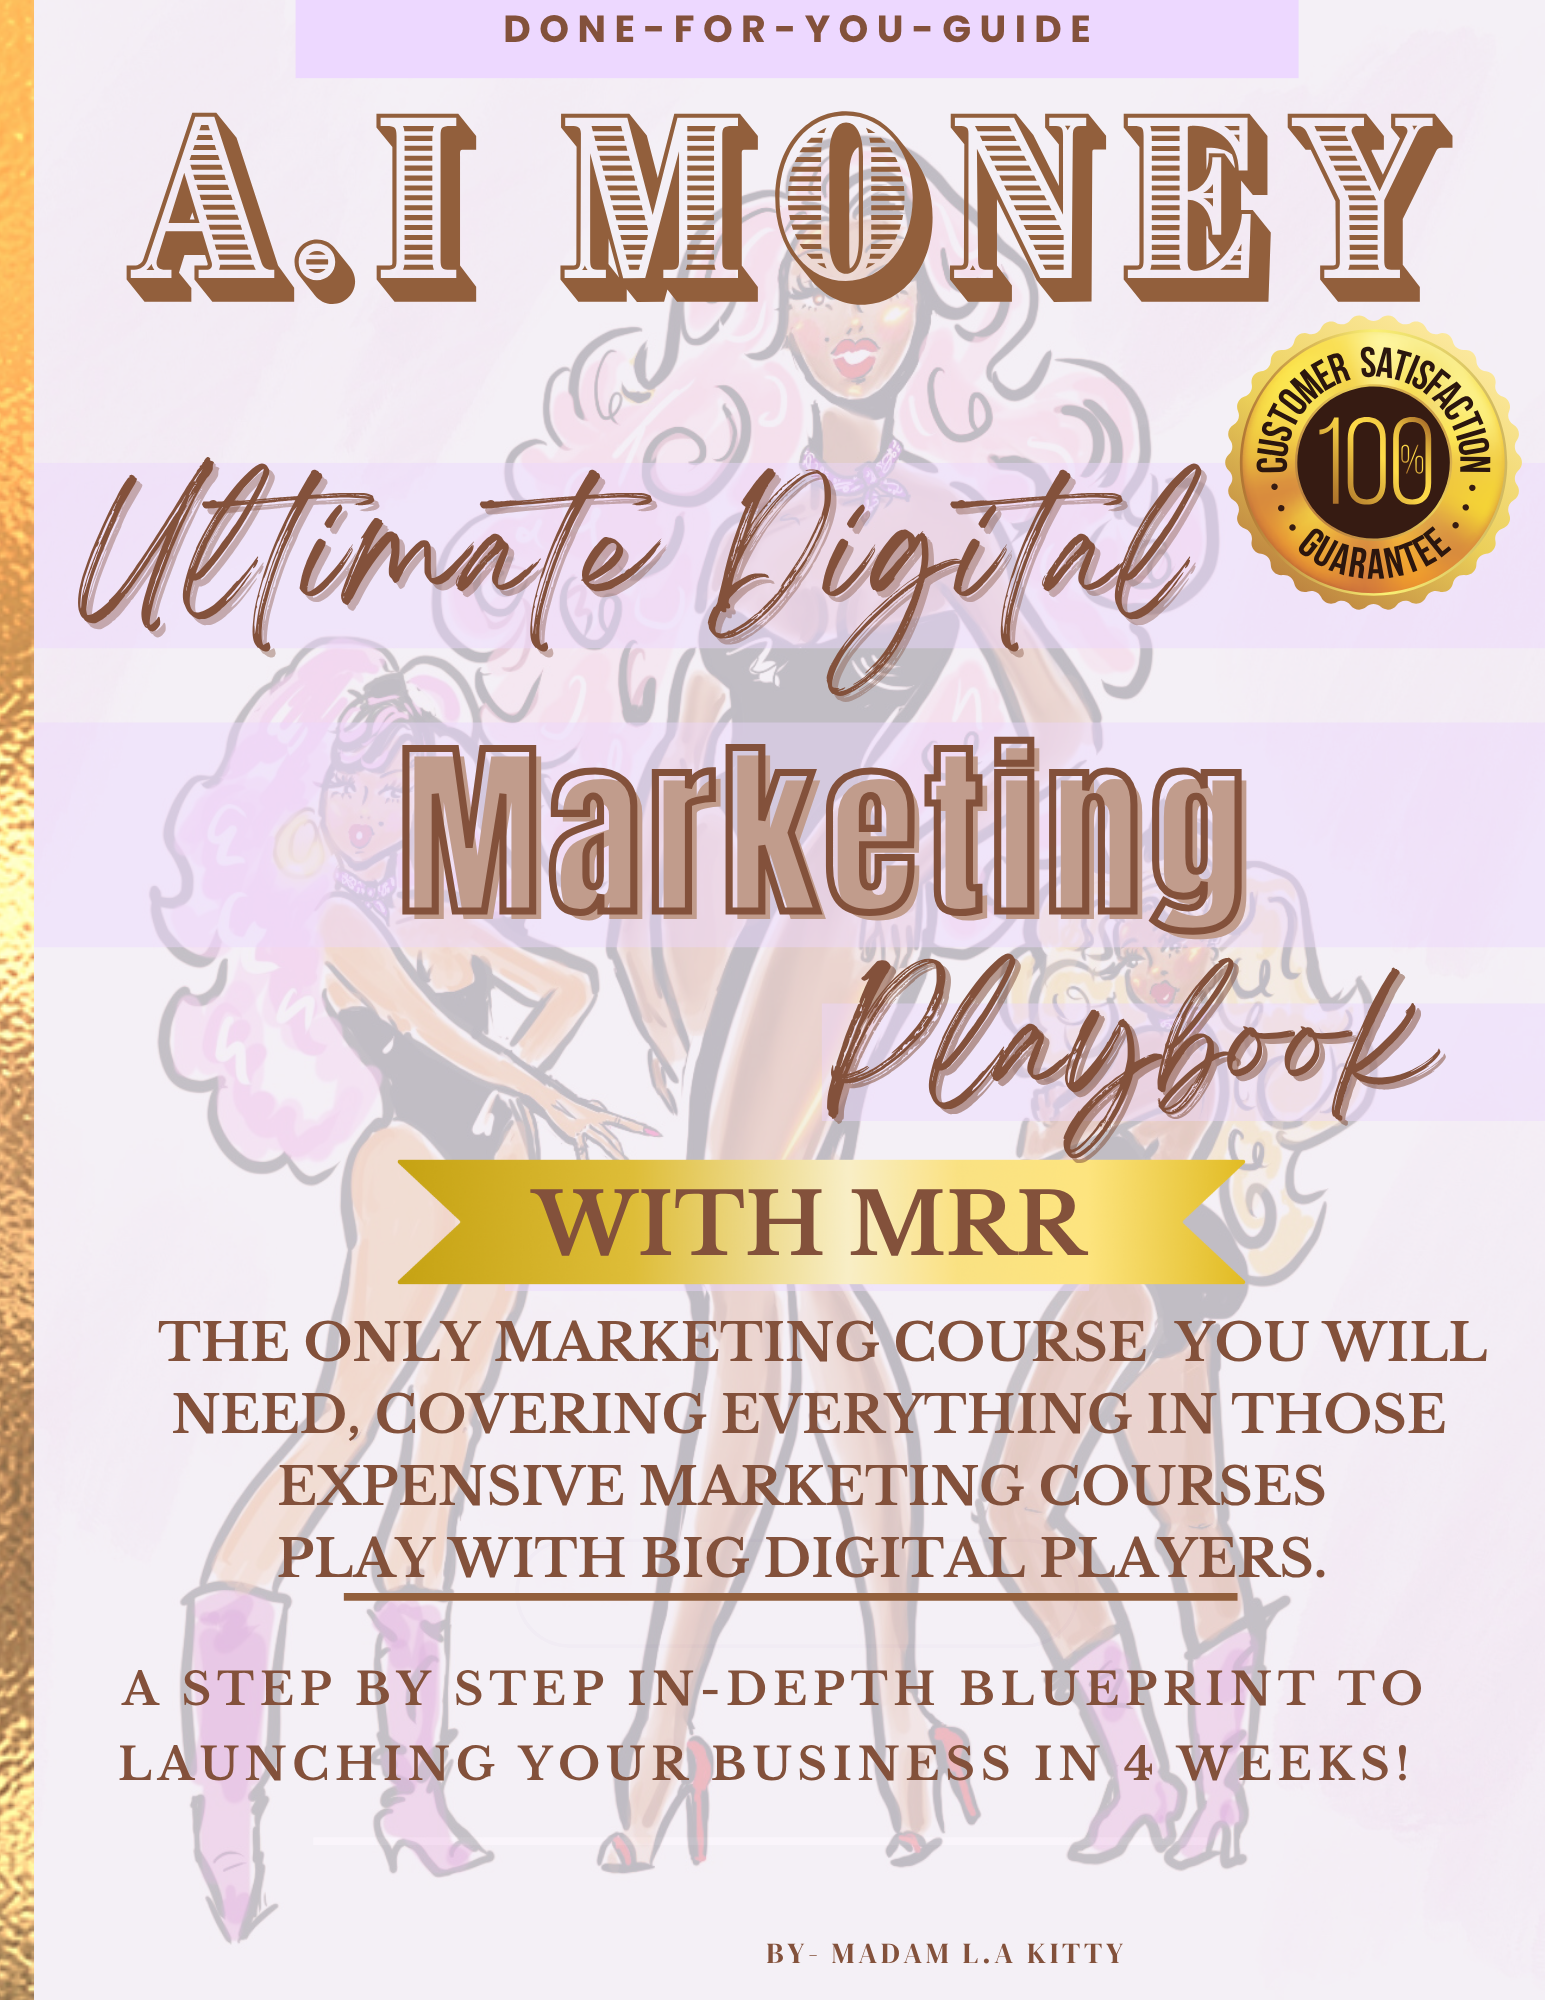 DONE-FOR-YOU-GUIDE
A.I MONEY
CUSTOMER SATISFACTION
100%
GUARANTEE
Ultimate Digital
Marketing
Playbook
WITH MRR
THE ONLY MARKETING COURSE YOU WILL
NEED, COVERING EVERYTHING IN THOSE
EXPENSIVE MARKETING COURSES
PLAY WITH BIG DIGITAL PLAYERS.
A STEP BY STEP IN-DEPTH BLUEPRINT TO
LAUNCHING YOUR BUSINESS IN 4 WEEKS!
BY- MADAM L.A KITTY